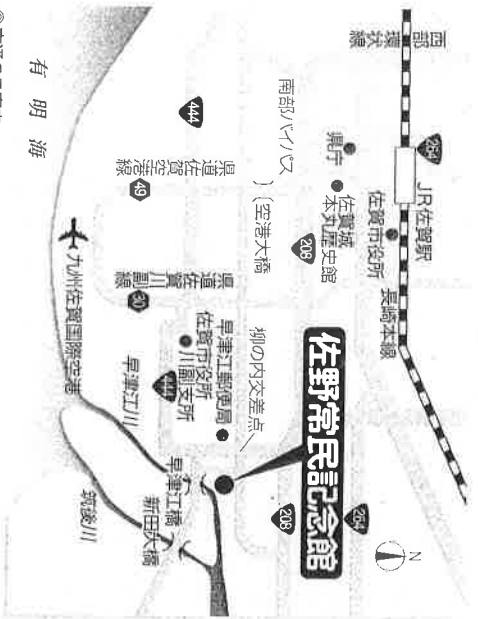 西部環状線
264
JR佐賀駅
長崎本線
佐賀市役所
県庁
佐賀城
本丸歴史館
南部バイパス
208
(空港大橋)
444
県道佐賀空港線
49
有明海
九州佐賀国際空港
県道佐賀川副線
30
佐賀市役所
川副支所
早津江郵便局
444
柳の内交差点
佐野常民記念館
264
208
N
早津江川
早津江橋
新田大橋
筑後川